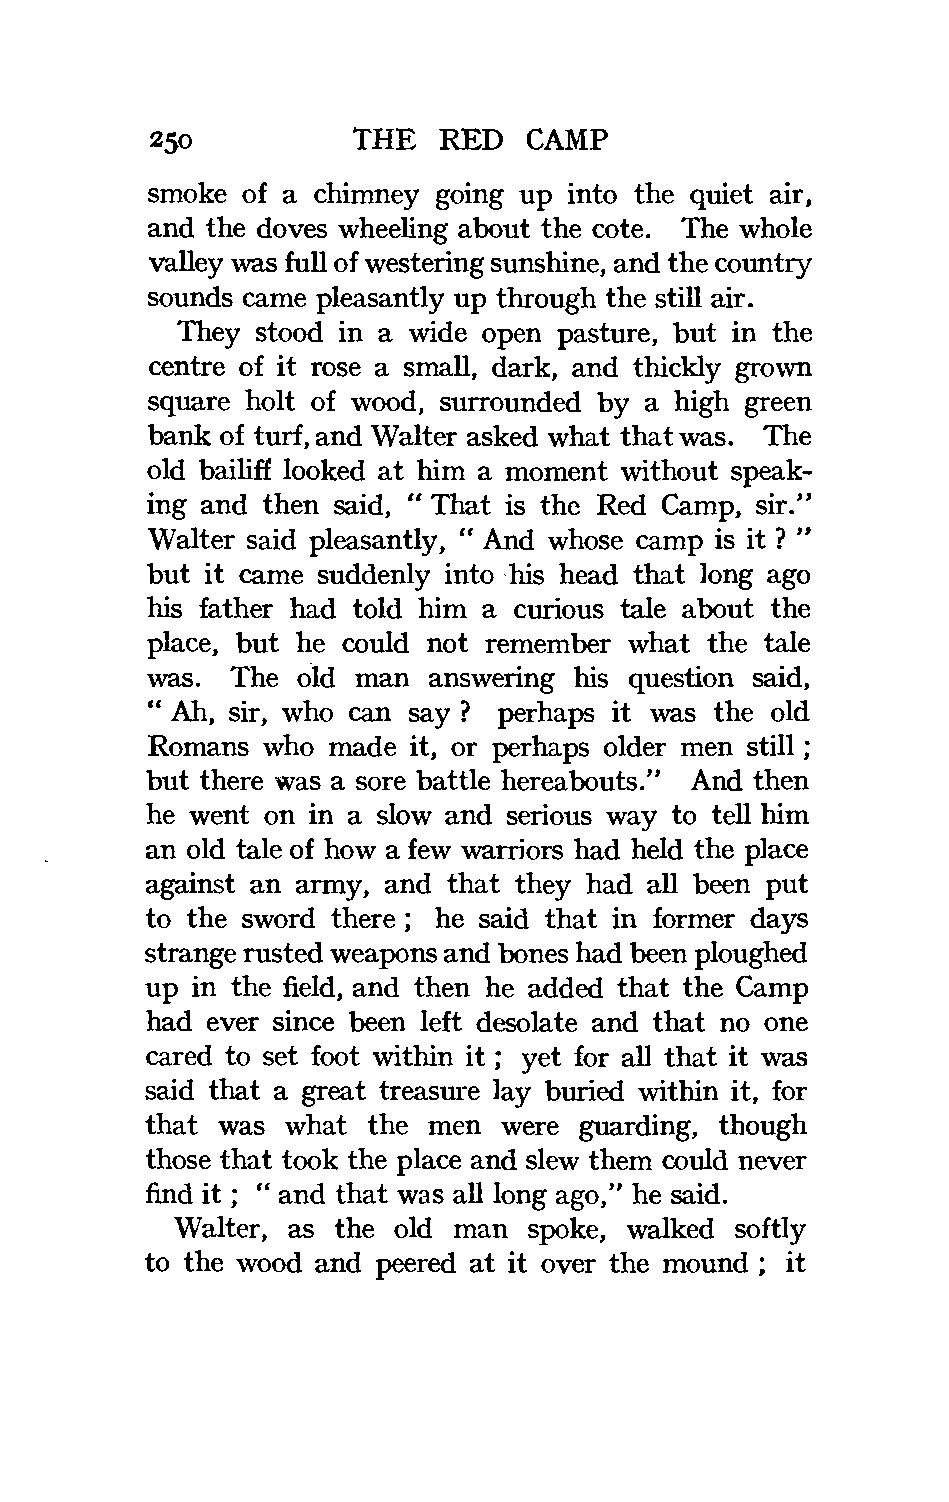 250 THE RED CAMP
smoke of a chimney going up into the quiet air,
and the doves wheeling about the cote. The whole
valley was full of westering sunshine, and the country
sounds came pleasantly up through the still air.
They stood in a wide open pasture, but in the
centre of it rose a small, dark, and thickly grown
square holt of wood, surrounded by a high green
bank of turf, and Walter asked what that was. The
old bailiff looked at him a moment without speak-
ing and then said, " That is the Red Camp, sir."
Walter said pleasantly, " And whose camp is it ? "
but it came suddenly into his head that long ago
his father had told him a curious tale about the
place, but he could not remember what the tale
was. The old man answering his question said,
" Ah, sir, who can say ? perhaps it was the old
Romans who made it, or perhaps older men still ;
but there was a sore battle hereabouts." And then
he went on in a slow and serious way to tell him
an old tale of how a few warriors had held the place
against an army, and that they had all been put
to the sword there ; he said that in former days
strange rusted weapons and bones had been ploughed
up in the field, and then he added that the Camp
had ever since been left desolate and that no one
cared to set foot within it ; yet for all that it was
said that a great treasure lay buried within it, for
that was what the men were guarding, though
those that took the place and slew them could never
find it ; " and that was all long ago," he said.
Walter, as the old man spoke, walked softly
to the wood and peered at it over the mound ; it